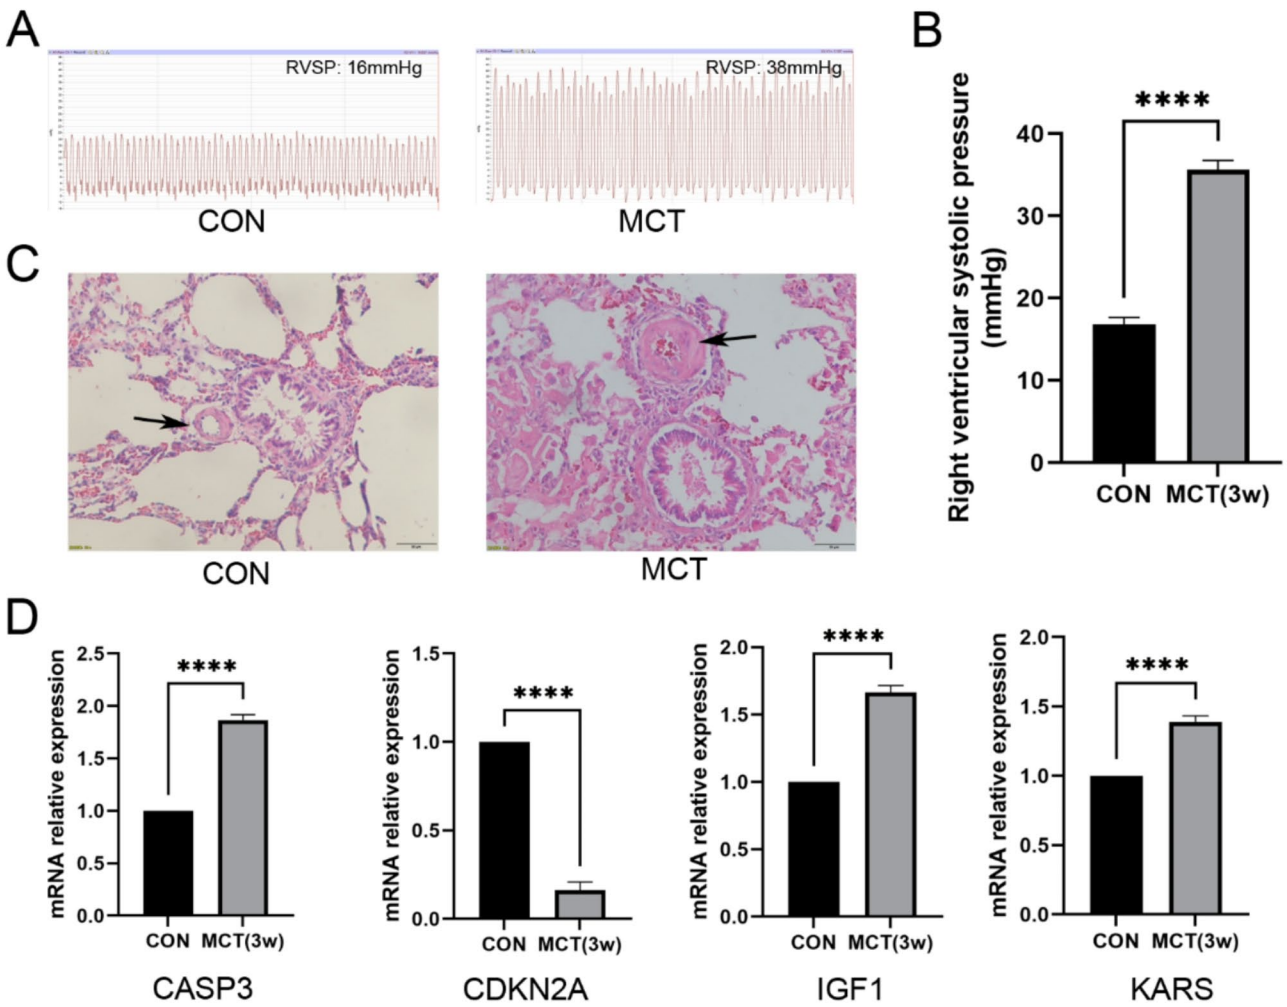 A
RVSP: 16mmHg
CON
RVSP: 38mmHg
MCT
B
Right ventricular systolic pressure
(mmHg)
****
40
30
20
10
0
CON MCT(3w)
C
CON
MCT
D
mRNA relative expression
****
2.5
2.0
1.5
1.0
0.5
0.0
CON MCT(3w)
CASP3
mRNA relative expression
****
1.5
1.0
0.5
0.0
CON MCT(3w)
CDKN2A
mRNA relative expression
****
2.0
1.5
1.0
0.5
0.0
CON MCT(3w)
IGF1
mRNA relative expression
****
2.0
1.5
1.0
0.5
0.0
CON MCT(3w)
KARS